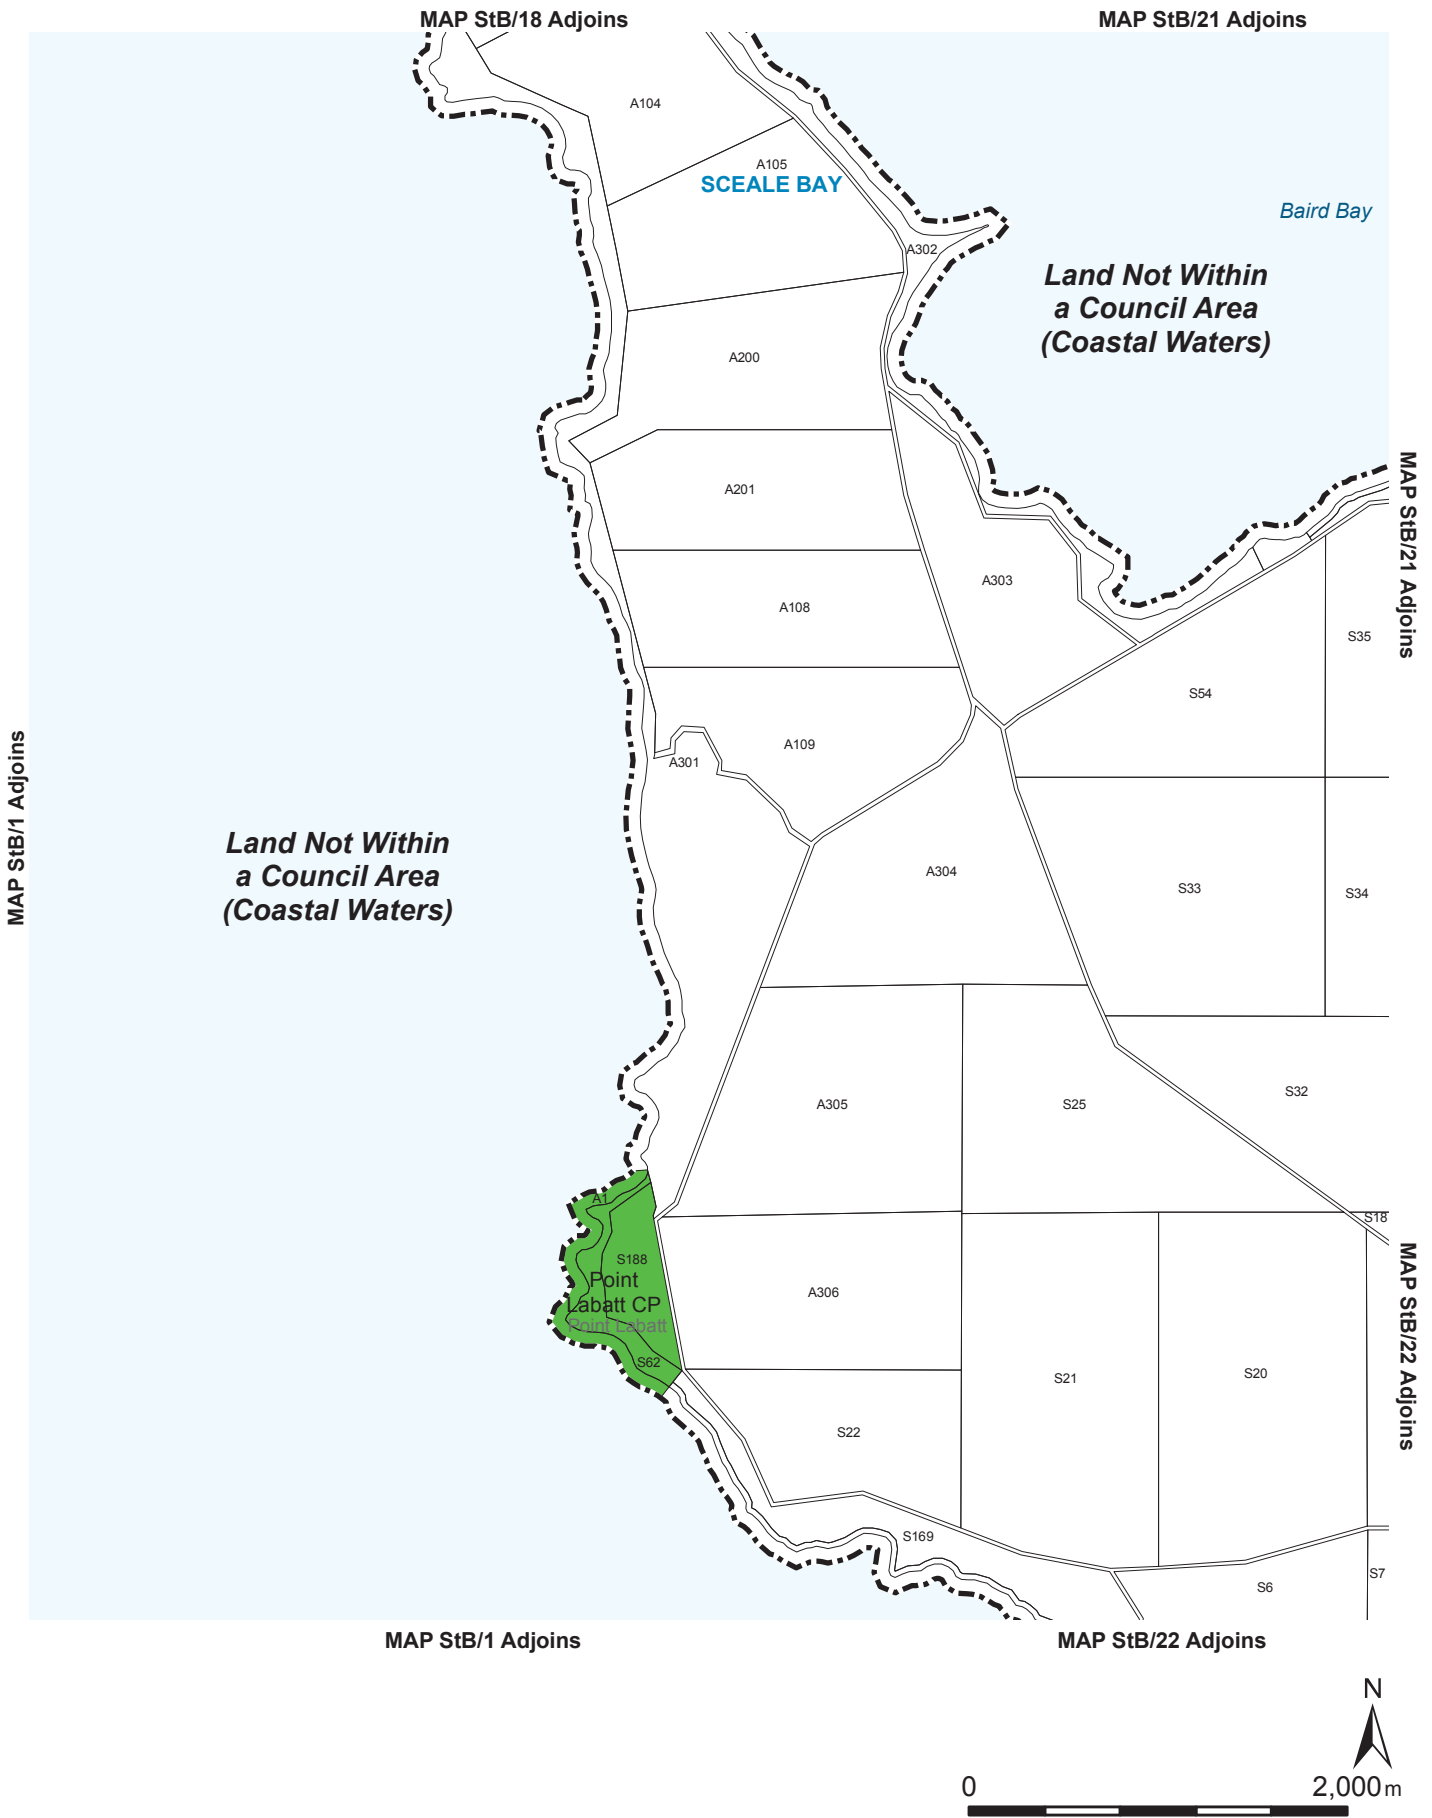 MAP StB/18 Adjoins
MAP StB/21 Adjoins
A104
A105
SCEALE BAY
Baird Bay
A302
Land Not Within
a Council Area
(Coastal Waters)
A200
MAP StB/21 Adjoins
A201
A303
A108
S35
S54
MAP StB/1 Adjoins
A109
A301
Land Not Within
a Council Area
(Coastal Waters)
A304
S33
S34
S32
A305
S25
A1
S18
S188
Point
Labatt CP
Point Labatt
A306
MAP StB/22 Adjoins
S62
S21
S20
S22
S169
S6
S7
MAP StB/1 Adjoins
MAP StB/22 Adjoins
N
0
2,000 m